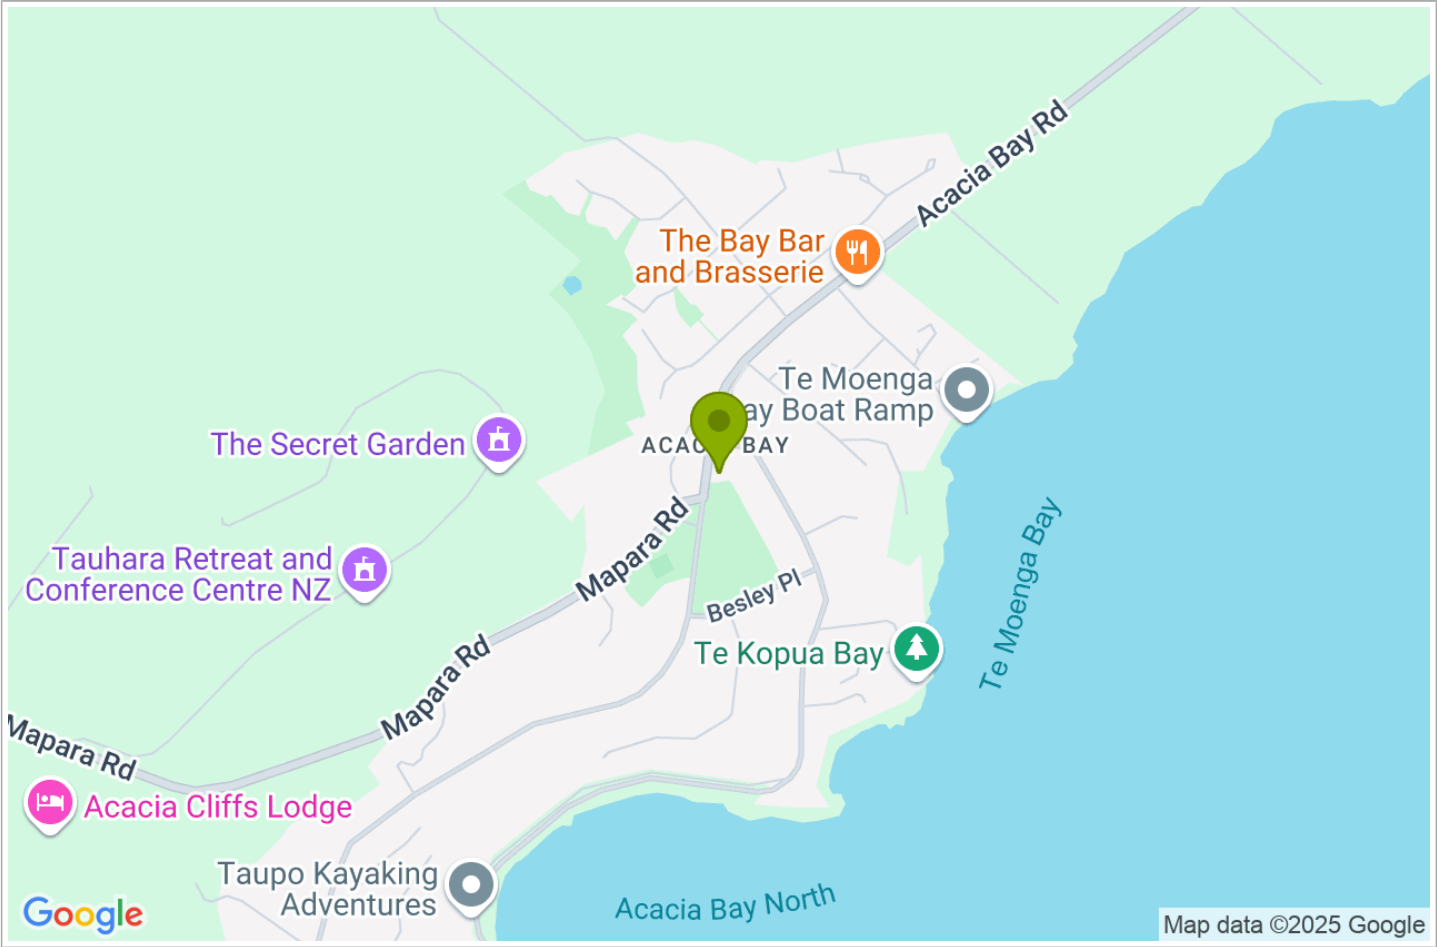 Acacia Bay Rd
The Bay Bar
and Brasserie
Te Moenga
ay Boat Ramp
The Secret Garden
ACACIA BAY
Mapara Rd
Te Moenga Bay
Tauhara Retreat and
Conference Centre NZ
Besley Pl
Te Kopua Bay
Mapara Rd
Mapara Rd
Acacia Cliffs Lodge
Taupo Kayaking
Adventures
Acacia Bay North
Google
Map data ©2025 Google